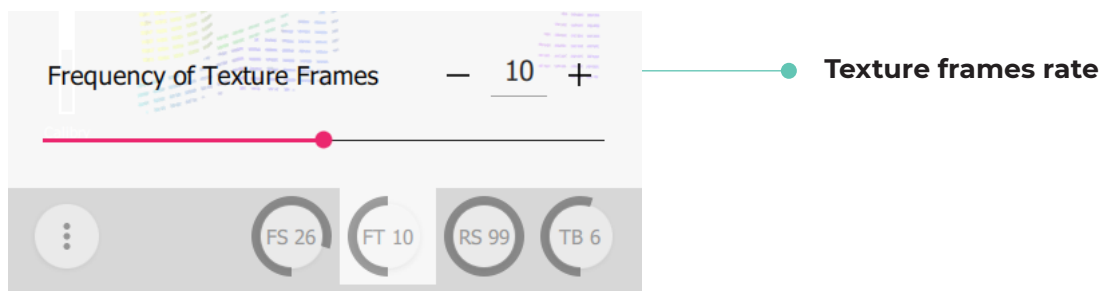 Frequency of Texture Frames
− 10 +
Texture frames rate
FS 26
FT 10
RS 99
TB 6